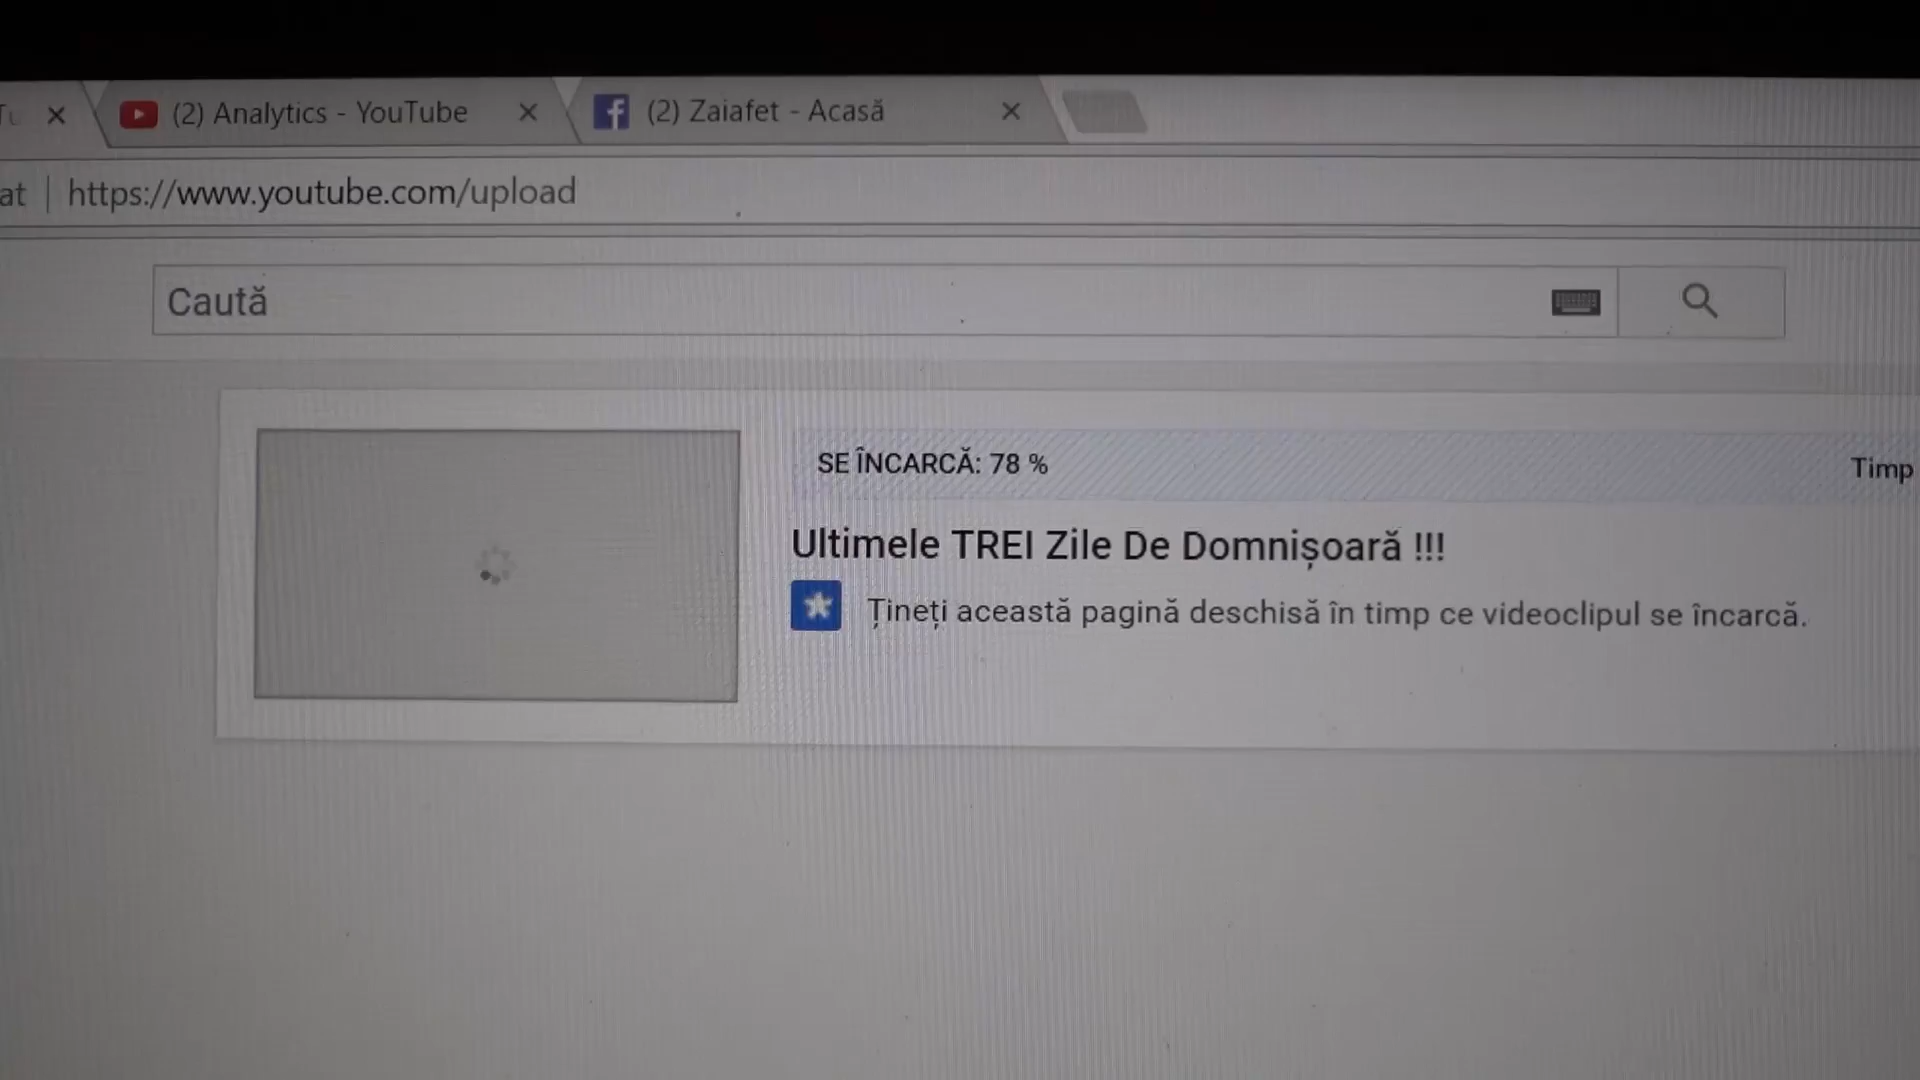 (2) Analytics - YouTube
(2) Zaiafet - Acasă
at | https://www.youtube.com/upload
Caută
SE ÎNCARCĂ: 78 %
Timp
Ultimele TREI Zile De Domnișoară !!!
Țineți această pagină deschisă în timp ce videoclipul se încarcă.